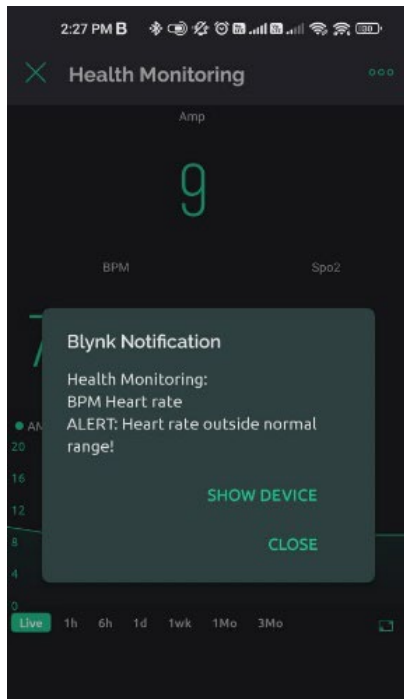 2:27 PM B
Health Monitoring
Amp
9
BPM Spo2
Blynk Notification
Health Monitoring:
BPM Heart rate
ALERT: Heart rate outside normal
range!
SHOW DEVICE
CLOSE
20
16
12
8
4
0
Live 1h 6h 1d 1wk 1Mo 3Mo